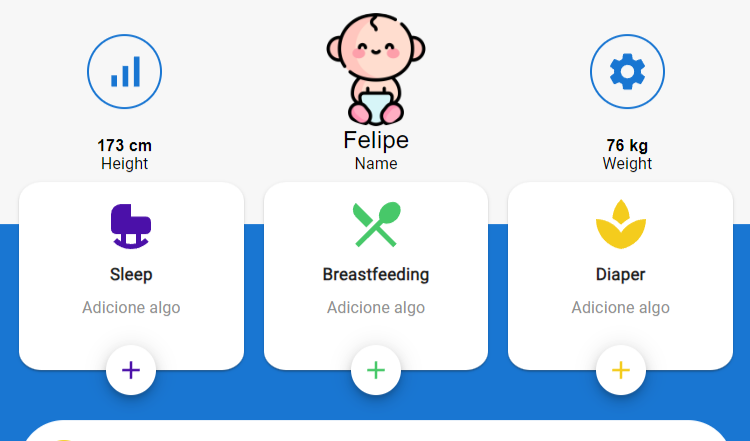 Felipe
173 cm
Height
Name
76 kg
Weight
Sleep
Adicione algo
Breastfeeding
Adicione algo
Diaper
Adicione algo